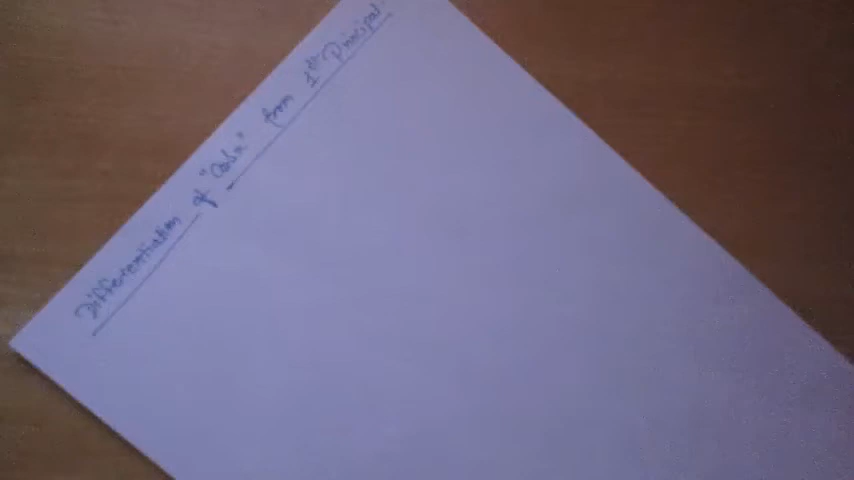 Differentiation of "Cosx" from 1st Principal